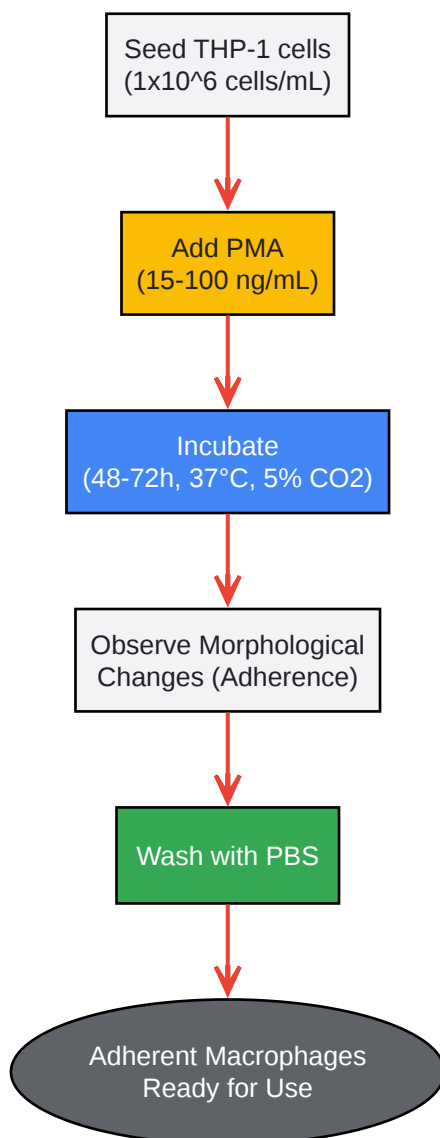 Seed THP-1 cells
(1x10^6 cells/mL)
Add PMA
(15-100 ng/mL)
Incubate
(48-72h, 37°C, 5% CO2)
Observe Morphological
Changes (Adherence)
Wash with PBS
Adherent Macrophages
Ready for Use